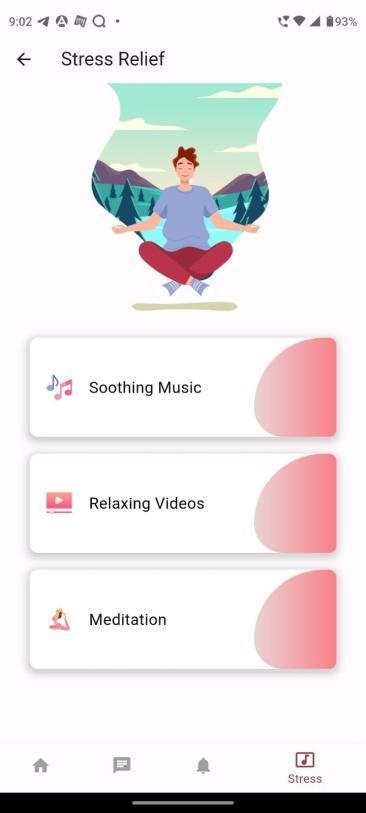 9:02
93%
Stress Relief
Soothing Music
Relaxing Videos
Meditation
Stress